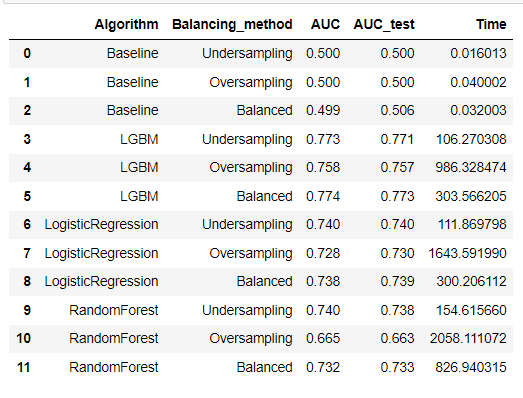 Algorithm Balancing_method AUC AUC_test Time
0 Baseline Undersampling 0.500 0.500 0.016013
1 Baseline Oversampling 0.500 0.500 0.040002
2 Baseline Balanced 0.499 0.506 0.032003
3 LGBM Undersampling 0.773 0.771 106.270308
4 LGBM Oversampling 0.758 0.757 986.328474
5 LGBM Balanced 0.774 0.773 303.566205
6 LogisticRegression Undersampling 0.740 0.740 111.869798
7 LogisticRegression Oversampling 0.728 0.730 1643.591990
8 LogisticRegression Balanced 0.738 0.739 300.206112
9 RandomForest Undersampling 0.740 0.738 154.615660
10 RandomForest Oversampling 0.665 0.663 2058.111072
11 RandomForest Balanced 0.732 0.733 826.940315